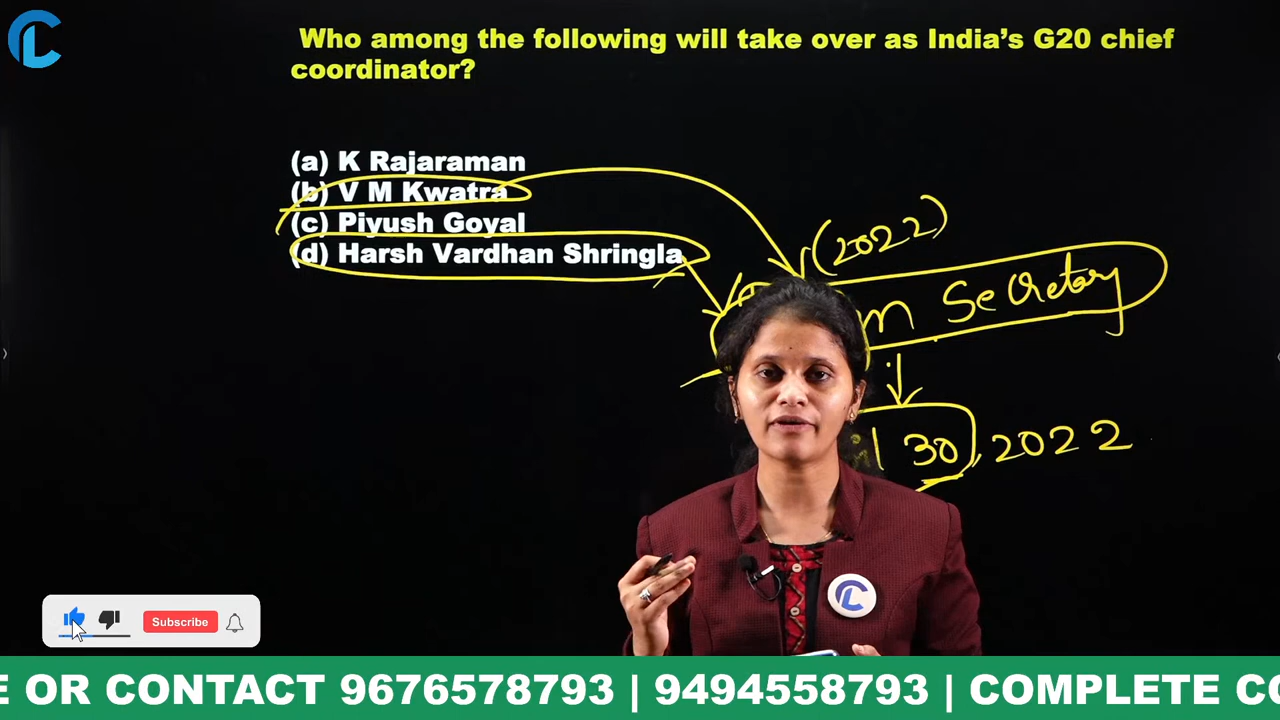 Who among the following will take over as India's G20 chief
coordinator?
(a) K Rajaraman
(b) V M Kwatra
(c) Piyush Goyal
(d) Harsh Vardhan Shringla
(2022)
Secretary
30, 2022
Subscribe
OR CONTACT 9676578793 | 9494558793 | COMPLETE